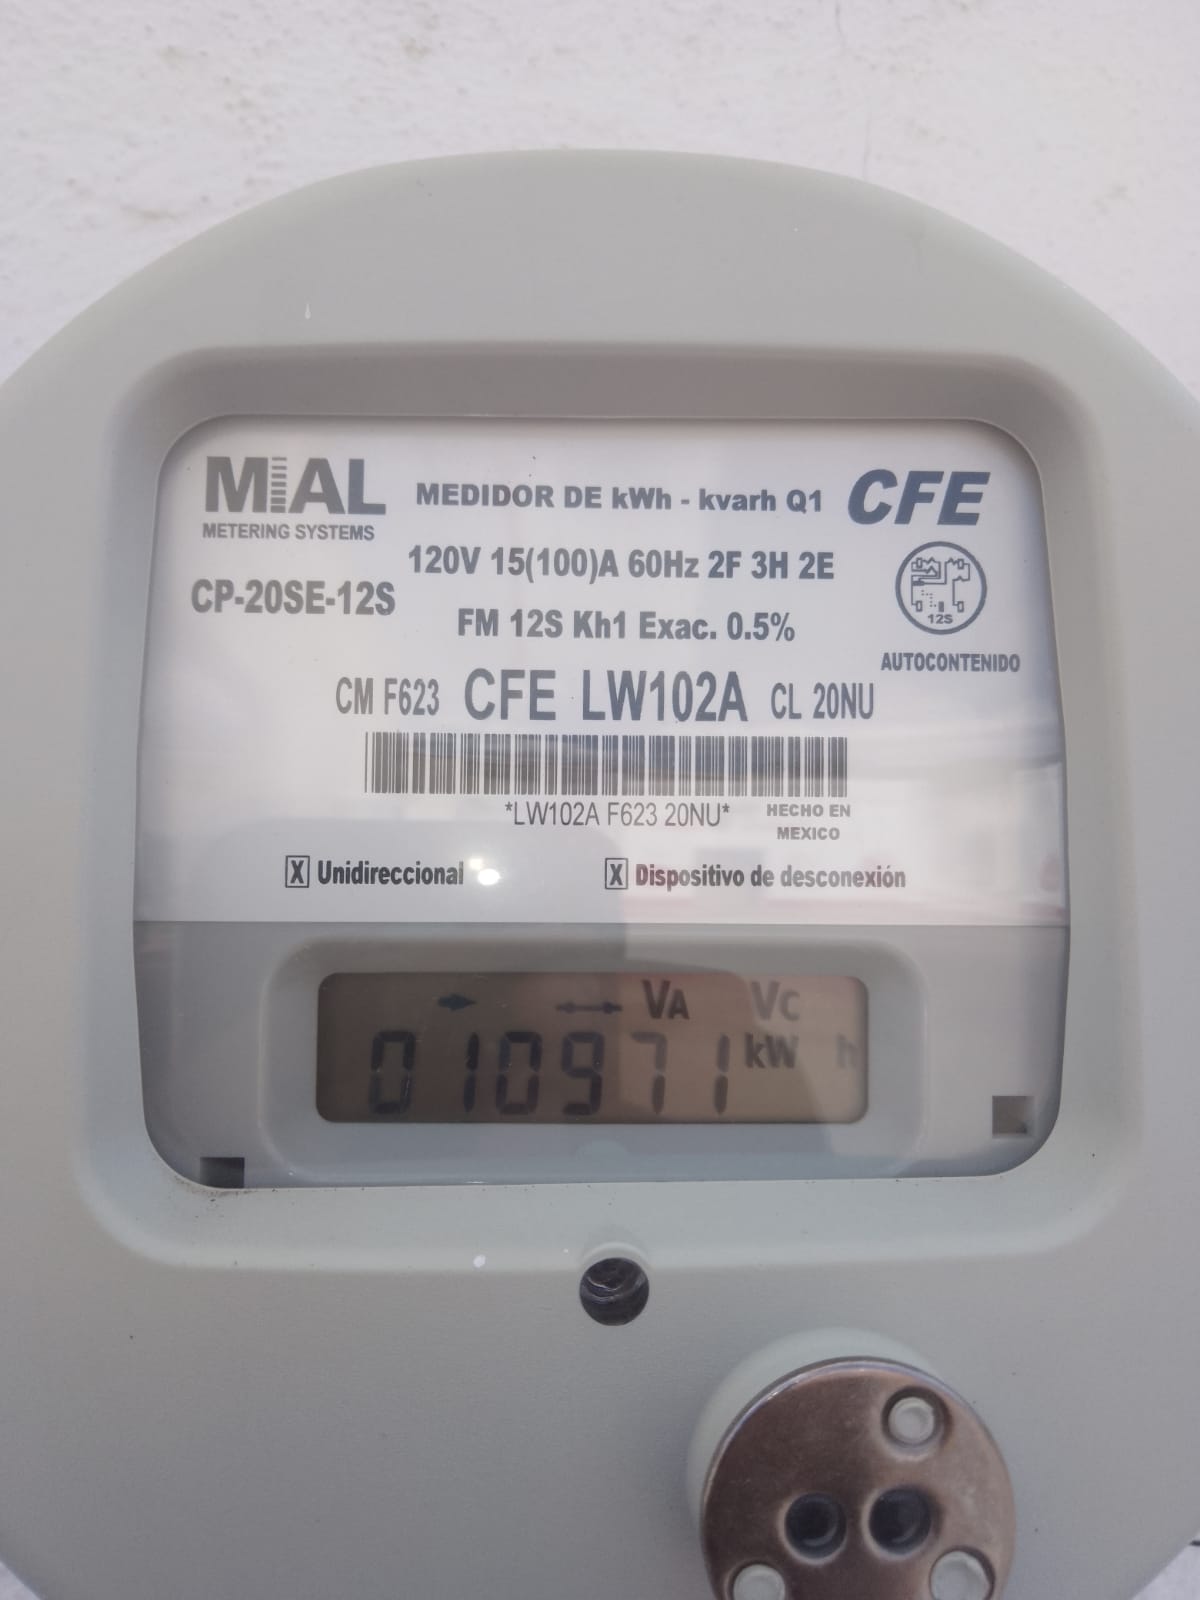 MIAL
METERING SYSTEMS
MEDIDOR DE kWh - kvarh Q1
CFE
120V 15(100)A 60Hz 2F 3H 2E
CP-20SE-12S
FM 12S Kh1 Exac. 0.5%
12S
AUTOCONTENIDO
CM F623 CFE LW102A CL 20NU
*LW102A F623 20NU*
HECHO EN
MEXICO
X Unidireccional
X Dispositivo de desconexión
VA VC
010971 kW h